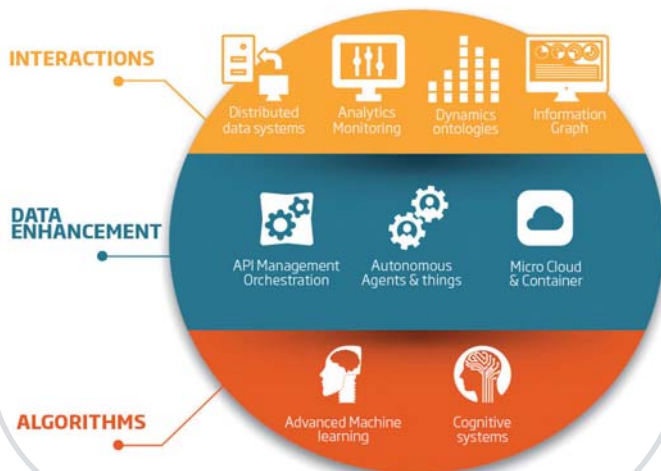 INTERACTIONS
Distributed
data systems
Analytics
Monitoring
Dynamics
ontologies
Information
Graph
DATA
ENHANCEMENT
API Management
Orchestration
Autonomous
Agents & things
Micro Cloud
& Container
ALGORITHMS
Advanced Machine
learning
Cognitive
systems